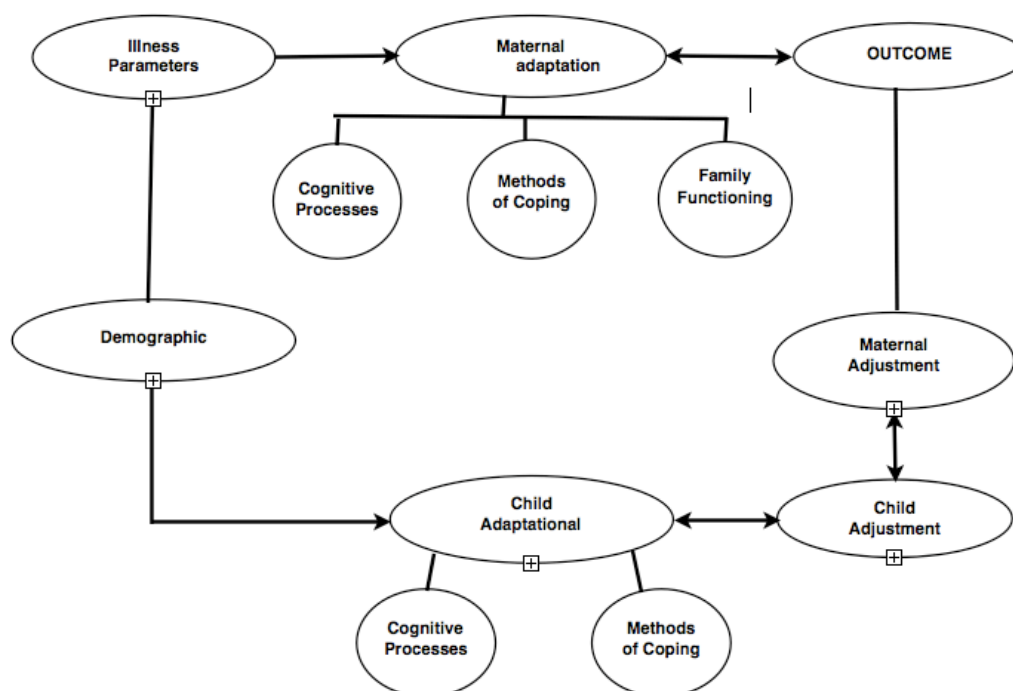 Illness
Parameters
Maternal
adaptation
OUTCOME
Cognitive
Processes
Methods
of Coping
Family
Functioning
Demographic
Maternal
Adjustment
Child
Adaptational
Child
Adjustment
Cognitive
Processes
Methods
of Coping